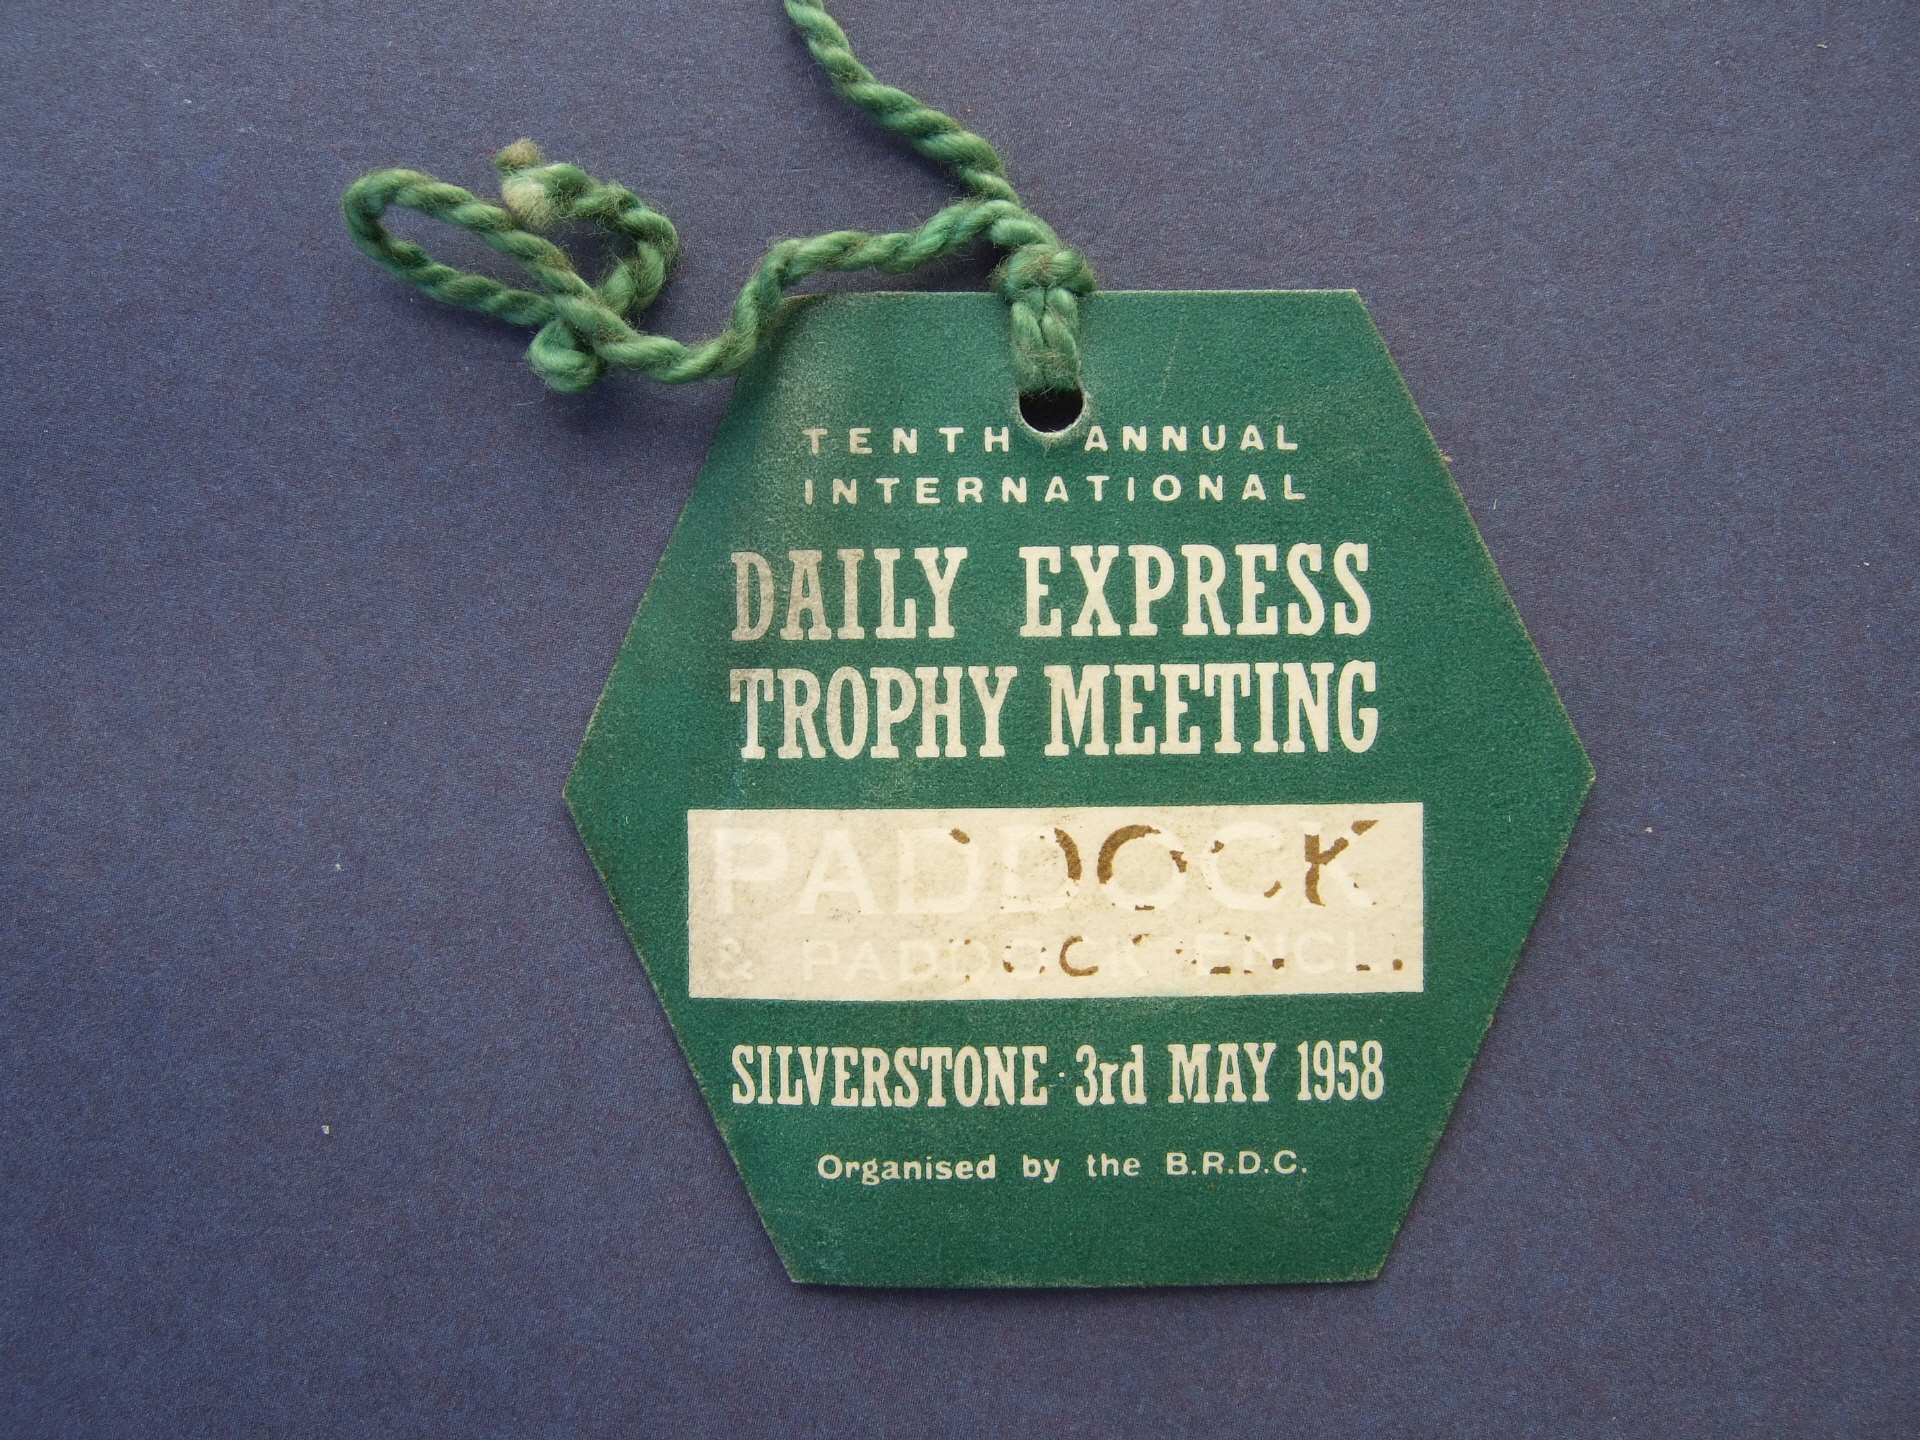 TENTH ANNUAL
INTERNATIONAL
DAILY EXPRESS
TROPHY MEETING
PADDOCK
& PADDOCK ENCL.
SILVERSTONE · 3rd MAY 1958
Organised by the B.R.D.C.